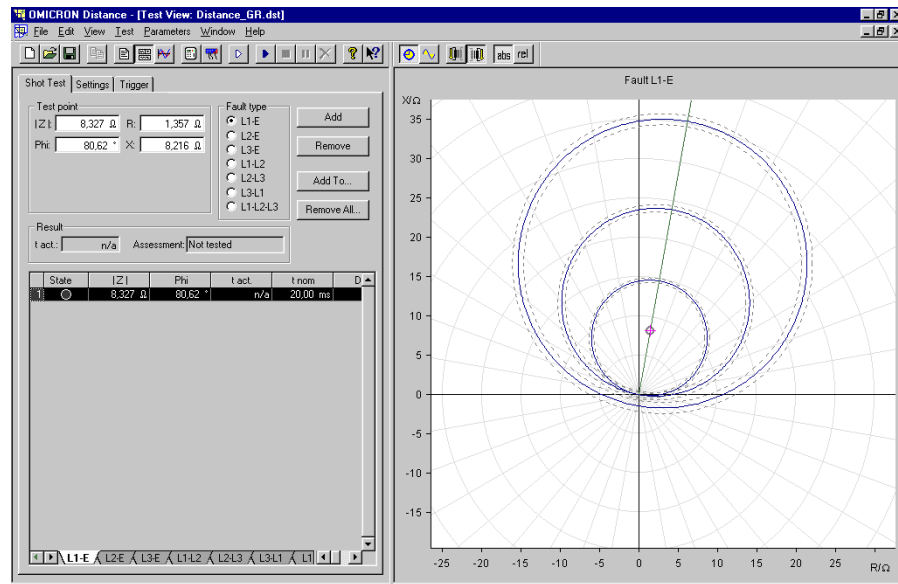 OMICRON Distance - [Test View: Distance_GR.dst]
File Edit View Test Parameters Window Help
abs rel
Shot Test Settings Trigger
Test point
|Z|: 8,327 Ω R: 1,357 Ω
Phi: 80,62 ° X: 8,216 Ω
Fault type
L1-E
L2-E
L3-E
L1-L2
L2-L3
L3-L1
L1-L2-L3
Add
Remove
Add To...
Remove All...
Result
t act.: n/a Assessment: Not tested
State |Z| Phi t act. t nom D
1 8,327 Ω 80,62 ° n/a 20,00 ms
L1-E L2-E L3-E L1-L2 L2-L3 L3-L1 L1
Fault L1-E
X/Ω
35
30
25
20
15
10
5
0
-5
-10
-15
-25 -20 -15 -10 -5 0 5 10 15 20 25 R/Ω